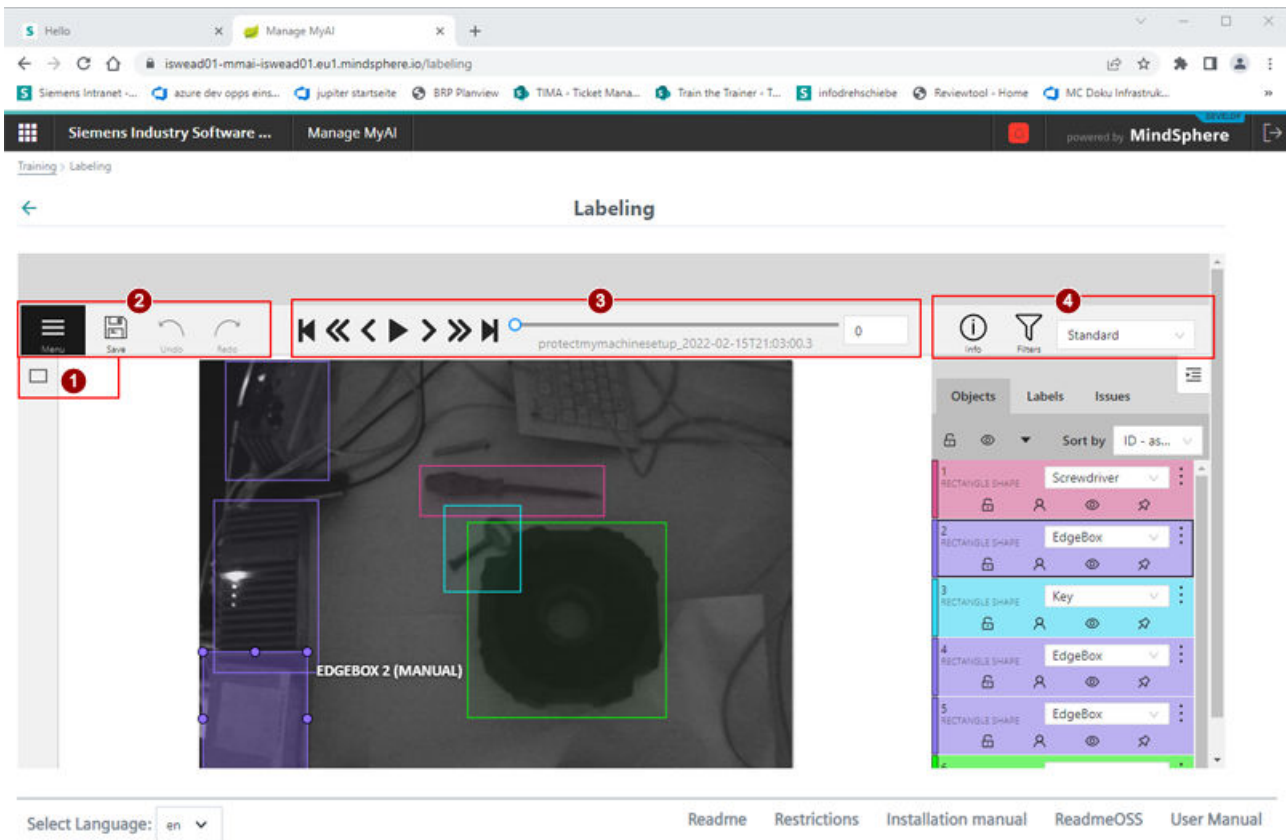 S Hello Manage MyAI
iswead01-mmai-iswead01.eu1.mindsphere.io/labeling
Siemens Intranet -... azure dev opps eins... jupiter startseite BRP Planview TIMA - Ticket Mana... Train the Trainer - T... infodrehschiebe Reviewtool - Home MC Doku Infrastruk... »
Siemens Industry Software ... Manage MyAI powered by MindSphere
DEVELOP
Training > Labeling
Labeling
2 3 4
Menu Save Undo Redo
protectmymachinesetup_2022-02-15T21:03:00.3
0
Info Filters Standard
1
Objects Labels Issues
Sort by ID - as...
1 Screwdriver
RECTANGLE SHAPE
2 EdgeBox
RECTANGLE SHAPE
3 Key
RECTANGLE SHAPE
EDGEBOX 2 (MANUAL)
4 EdgeBox
RECTANGLE SHAPE
5 EdgeBox
RECTANGLE SHAPE
Select Language: en Readme Restrictions Installation manual ReadmeOSS User Manual